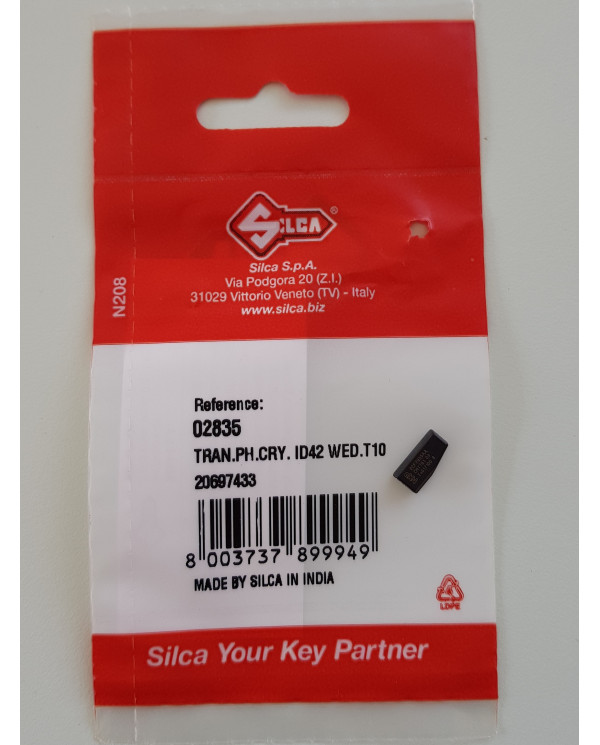 SILCA
®
Silca S.p.A.
Via Podgora 20 (Z.I.)
31029 Vittorio Veneto (TV) - Italy
www.silca.biz
N208
Reference:
02835
TRAN.PH.CRY. ID42 WED.T10
20697433
8 003737 899949
MADE BY SILCA IN INDIA
LDPE
Silca Your Key Partner